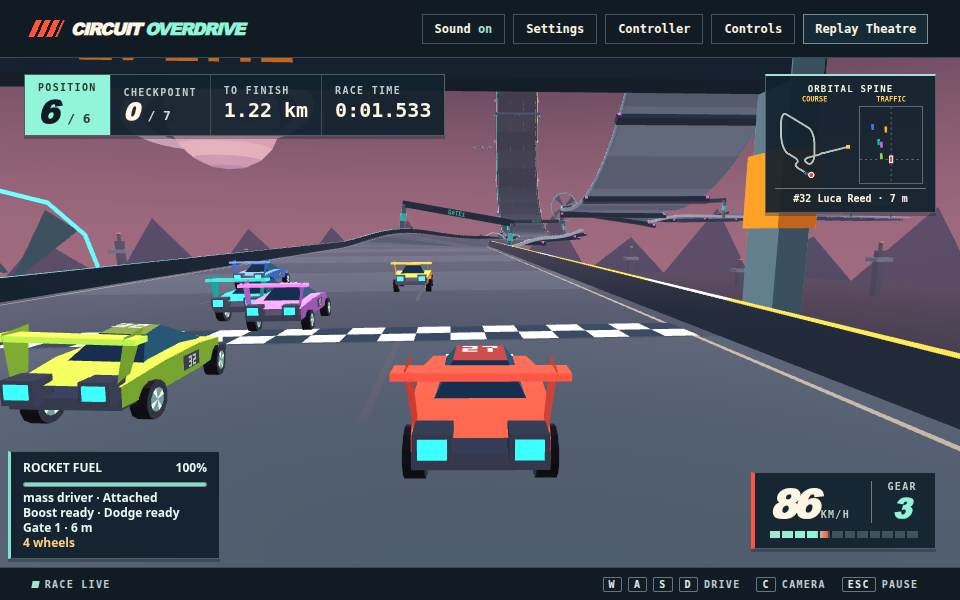 CIRCUIT OVERDRIVE
Sound on
Settings
Controller
Controls
Replay Theatre
POSITION
6 / 6
CHECKPOINT
0 / 7
TO FINISH
1.22 km
RACE TIME
0:01.533
ORBITAL SPINE
COURSE
TRAFFIC
#32 Luca Reed · 7 m
32
27
ROCKET FUEL 100%
mass driver · Attached
Boost ready · Dodge ready
Gate 1 · 6 m
4 wheels
86 KM/H
GEAR
3
RACE LIVE
W A S D DRIVE
C CAMERA
ESC PAUSE